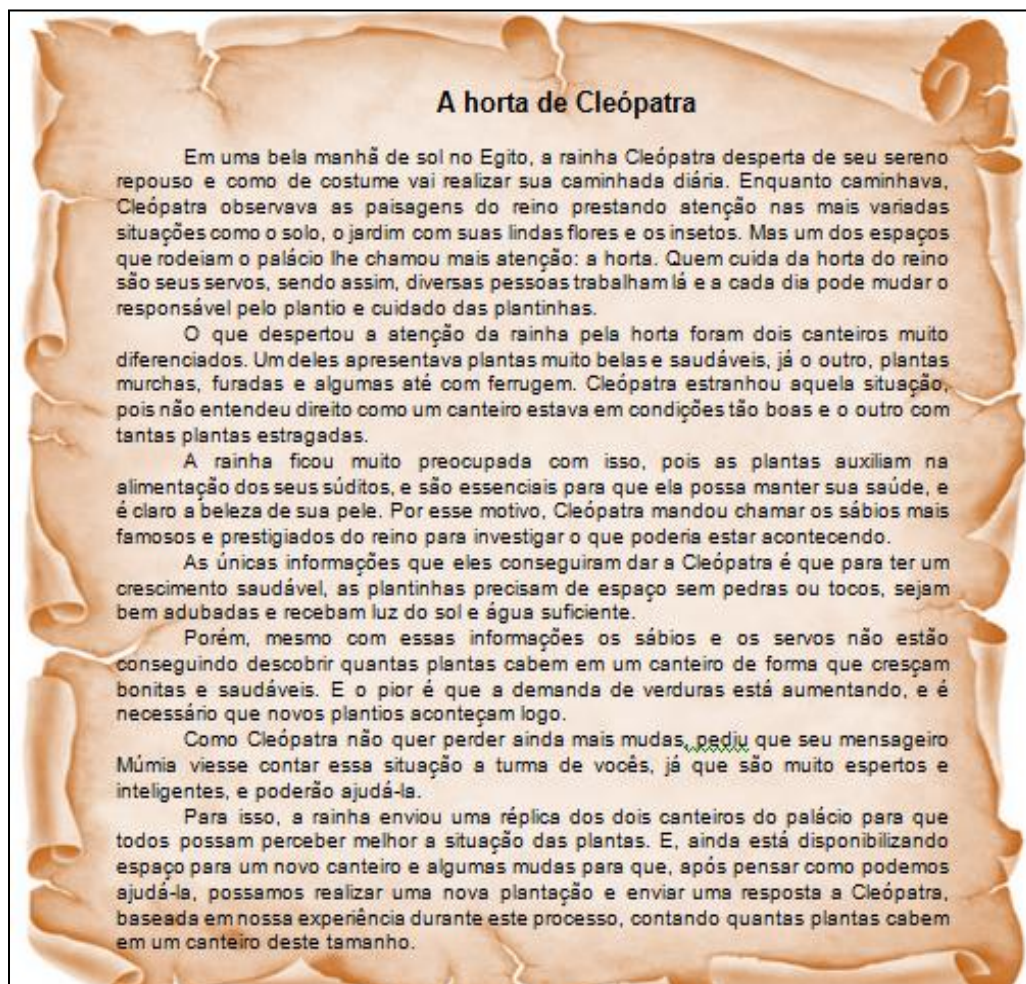 A horta de Cleópatra
Em uma bela manhã de sol no Egito, a rainha Cleópatra desperta de seu sereno
repouso e como de costume vai realizar sua caminhada diária. Enquanto caminhava,
Cleópatra observava as paisagens do reino prestando atenção nas mais variadas
situações como o solo, o jardim com suas lindas flores e os insetos. Mas um dos espaços
que rodeiam o palácio lhe chamou mais atenção: a horta. Quem cuida da horta do reino
são seus servos, sendo assim, diversas pessoas trabalham lá e a cada dia pode mudar o
responsável pelo plantio e cuidado das plantinhas.
O que despertou a atenção da rainha pela horta foram dois canteiros muito
diferenciados. Um deles apresentava plantas muito belas e saudáveis, já o outro, plantas
murchas, furadas e algumas até com ferrugem. Cleópatra estranhou aquela situação,
pois não entendeu direito como um canteiro estava em condições tão boas e o outro com
tantas plantas estragadas.
A rainha ficou muito preocupada com isso, pois as plantas auxiliam na
alimentação dos seus súditos, e são essenciais para que ela possa manter sua saúde, e
é claro a beleza de sua pele. Por esse motivo, Cleópatra mandou chamar os sábios mais
famosos e prestigiados do reino para investigar o que poderia estar acontecendo.
As únicas informações que eles conseguiram dar a Cleópatra é que para ter um
crescimento saudável, as plantinhas precisam de espaço sem pedras ou tocos, sejam
bem adubadas e recebam luz do sol e água suficiente.
Porém, mesmo com essas informações os sábios e os servos não estão
conseguindo descobrir quantas plantas cabem em um canteiro de forma que cresçam
bonitas e saudáveis. E o pior é que a demanda de verduras está aumentando, e é
necessário que novos plantios aconteçam logo.
Como Cleópatra não quer perder ainda mais mudas, pediu que seu mensageiro
Múmia viesse contar essa situação a turma de vocês, já que são muito espertos e
inteligentes, e poderão ajudá-la.
Para isso, a rainha enviou uma réplica dos dois canteiros do palácio para que
todos possam perceber melhor a situação das plantas. E, ainda está disponibilizando
espaço para um novo canteiro e algumas mudas para que, após pensar como podemos
ajudá-la, possamos realizar uma nova plantação e enviar uma resposta a Cleópatra,
baseada em nossa experiência durante este processo, contando quantas plantas cabem
em um canteiro deste tamanho.